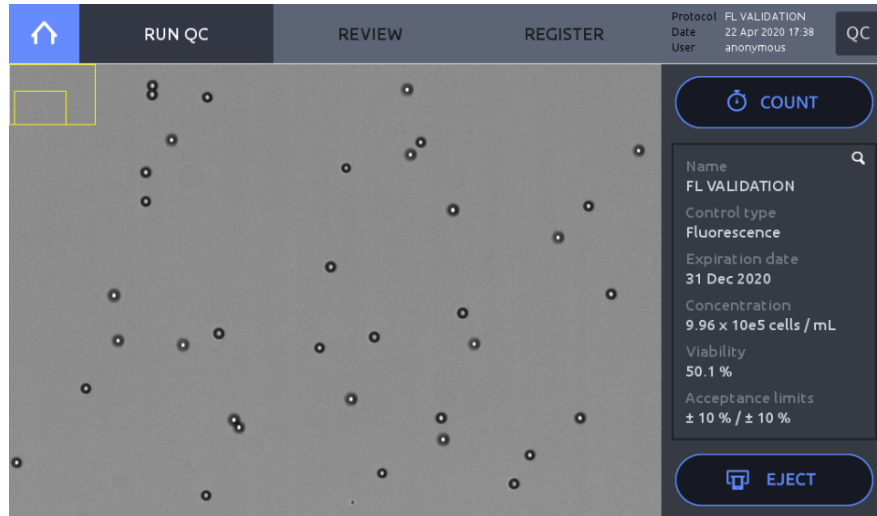 RUN QC
REVIEW
REGISTER
Protocol FL VALIDATION
Date 22 Apr 2020 17:38
User anonymous
QC
COUNT
Name
FL VALIDATION
Control type
Fluorescence
Expiration date
31 Dec 2020
Concentration
9.96 x 10e5 cells / mL
Viability
50.1 %
Acceptance limits
± 10 % / ± 10 %
EJECT